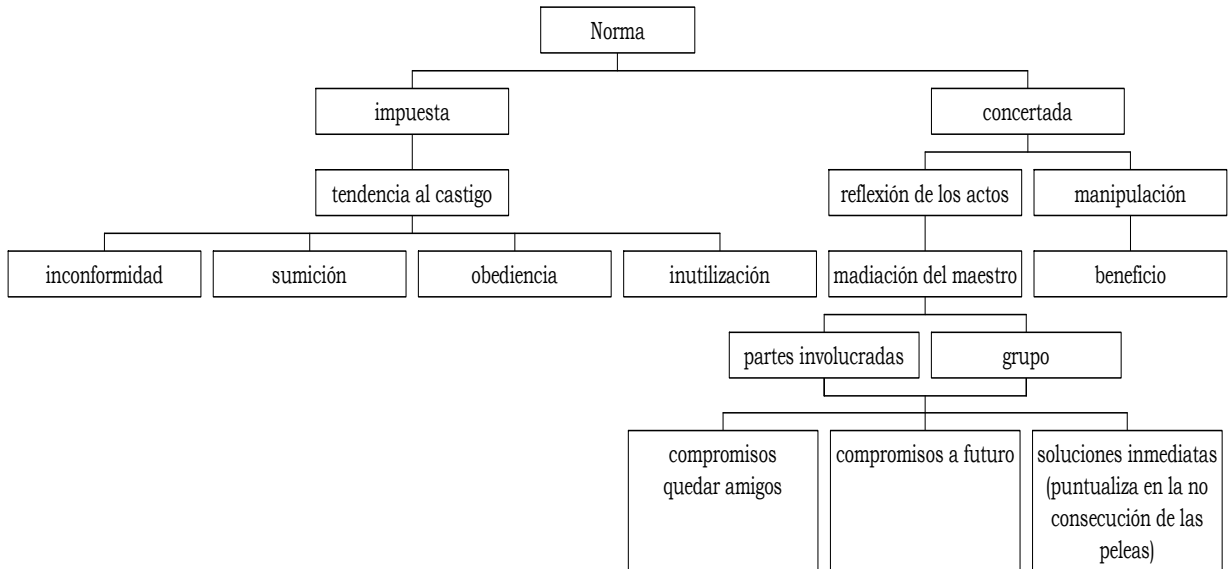 Norma
impuesta
concertada
tendencia al castigo
reflexión de los actos
manipulación
inconformidad
sumición
obediencia
inutilización
madiación del maestro
beneficio
partes involucradas
grupo
compromisos
quedar amigos
compromisos a futuro
soluciones inmediatas
(puntualiza en la no
consecución de las
peleas)